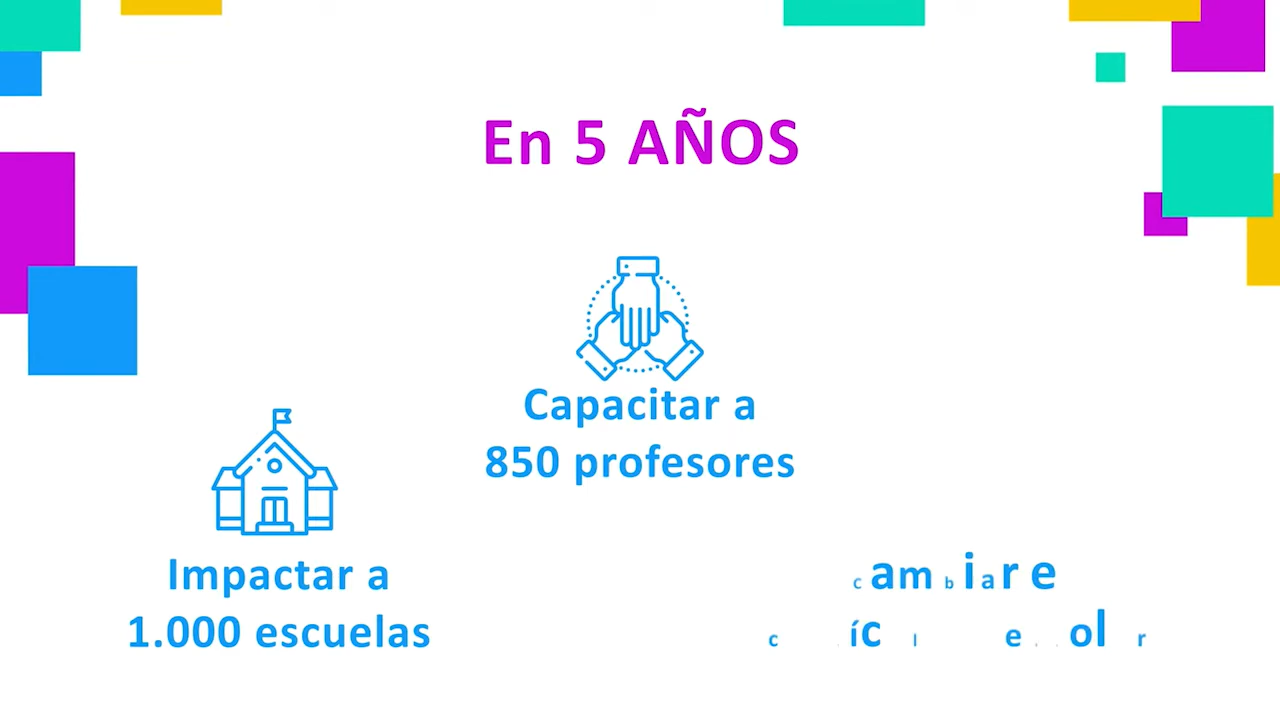 En 5 AÑOS
Capacitar a
850 profesores
Impactar a
1.000 escuelas